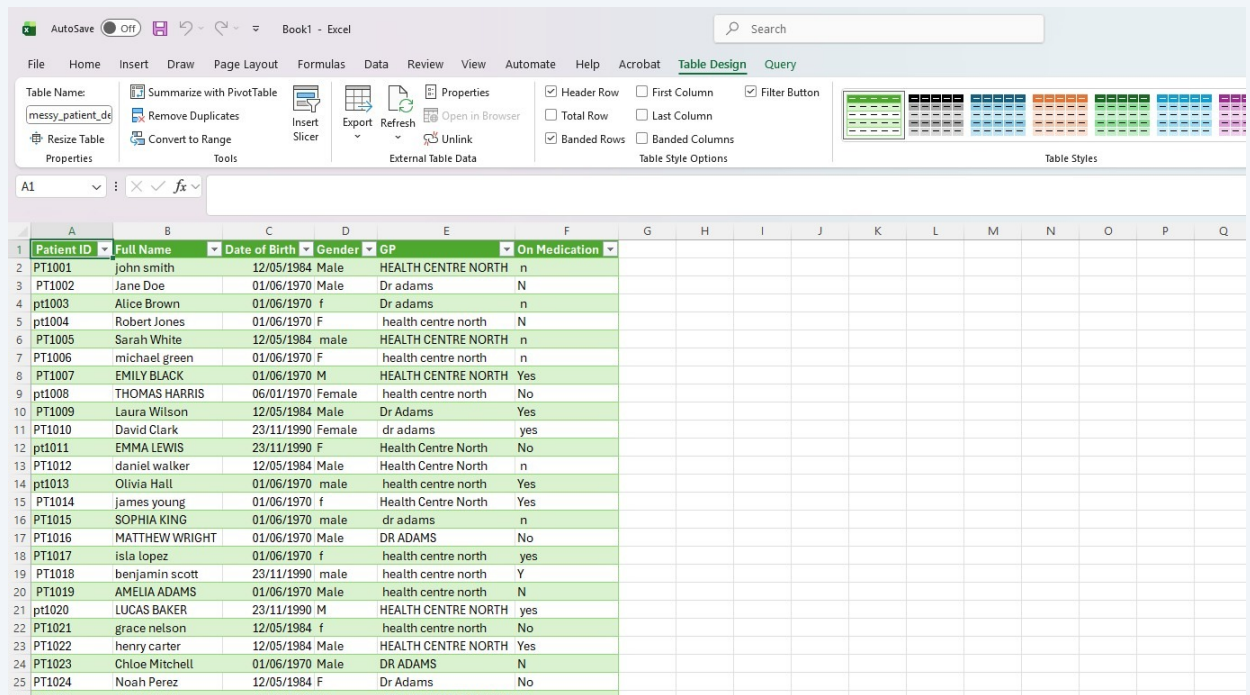 AutoSave Off Book1 - Excel Search
File Home Insert Draw Page Layout Formulas Data Review View Automate Help Acrobat Table Design Query
Table Name:
messy_patient_de
Resize Table
Properties
Summarize with PivotTable
Remove Duplicates
Convert to Range
Insert
Slicer
Tools
Export
Refresh
Properties
Open in Browser
Unlink
External Table Data
Header Row First Column Filter Button
Total Row Last Column
Banded Rows Banded Columns
Table Style Options
Table Styles
A1 fx
A B C D E F G H I J K L M N O P Q
1 Patient ID Full Name Date of Birth Gender GP On Medication
2 PT1001 john smith 12/05/1984 Male HEALTH CENTRE NORTH n
3 PT1002 Jane Doe 01/06/1970 Male Dr adams N
4 pt1003 Alice Brown 01/06/1970 f Dr adams n
5 pt1004 Robert Jones 01/06/1970 F health centre north N
6 PT1005 Sarah White 12/05/1984 male HEALTH CENTRE NORTH n
7 PT1006 michael green 01/06/1970 F health centre north n
8 PT1007 EMILY BLACK 01/06/1970 M HEALTH CENTRE NORTH Yes
9 pt1008 THOMAS HARRIS 06/01/1970 Female health centre north No
10 PT1009 Laura Wilson 12/05/1984 Male Dr Adams Yes
11 PT1010 David Clark 23/11/1990 Female dr adams yes
12 pt1011 EMMA LEWIS 23/11/1990 F Health Centre North No
13 PT1012 daniel walker 12/05/1984 Male Health Centre North n
14 pt1013 Olivia Hall 01/06/1970 male health centre north Yes
15 PT1014 james young 01/06/1970 f Health Centre North Yes
16 PT1015 SOPHIA KING 01/06/1970 male dr adams n
17 PT1016 MATTHEW WRIGHT 01/06/1970 Male DR ADAMS No
18 PT1017 isla lopez 01/06/1970 f health centre north yes
19 PT1018 benjamin scott 23/11/1990 male health centre north Y
20 PT1019 AMELIA ADAMS 01/06/1970 Male health centre north N
21 pt1020 LUCAS BAKER 23/11/1990 M HEALTH CENTRE NORTH yes
22 PT1021 grace nelson 12/05/1984 f health centre north No
23 PT1022 henry carter 12/05/1984 Male HEALTH CENTRE NORTH Yes
24 PT1023 Chloe Mitchell 01/06/1970 Male DR ADAMS N
25 PT1024 Noah Perez 12/05/1984 F Dr Adams No